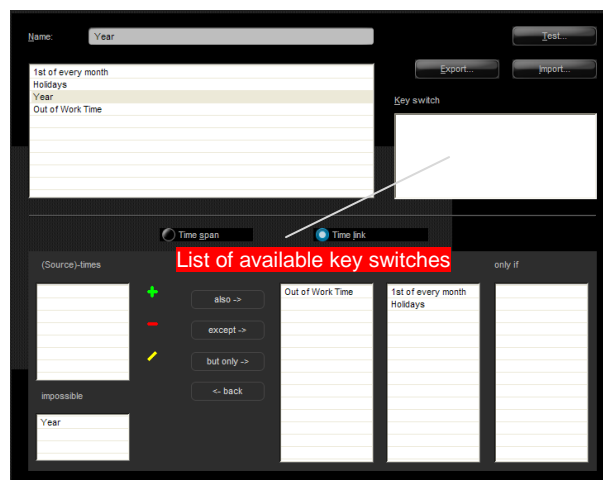 Name:
Year
Test...
Export...
Import...
1st of every month
Holidays
Year
Out of Work Time
Key switch
Time span
Time link
List of available key switches
(Source)-times
only if
also ->
except ->
but only ->
<- back
Out of Work Time
1st of every month
Holidays
impossible
Year